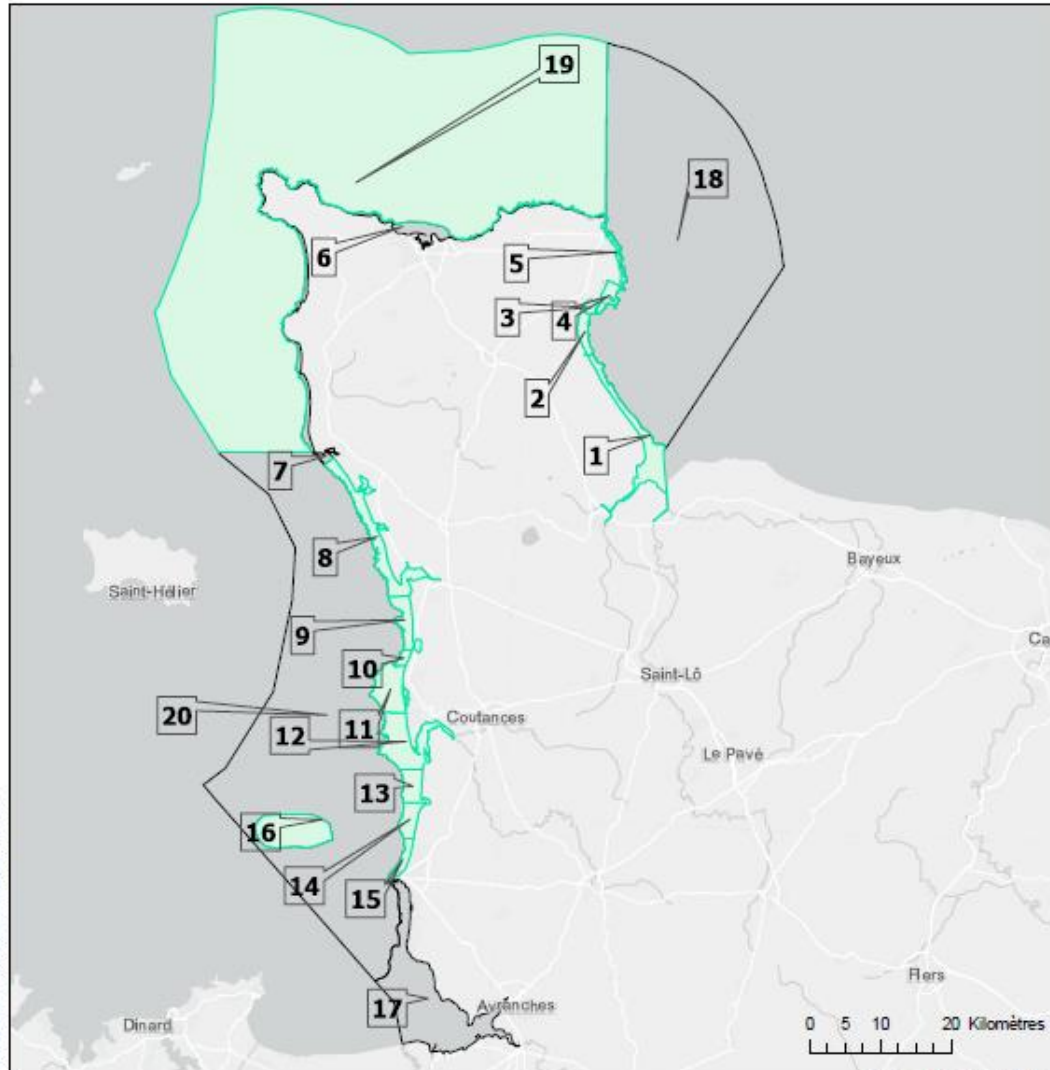 19
18
6
5
3
4
2
1
7
8
Bayeux
Saint-Hélier
9
Ca
10
Saint-Lô
20
11
12
Coutances
Le Pavé
13
16
14
15
Flers
17
Avranches
Dinard
0 5 10 20 Kilomètres